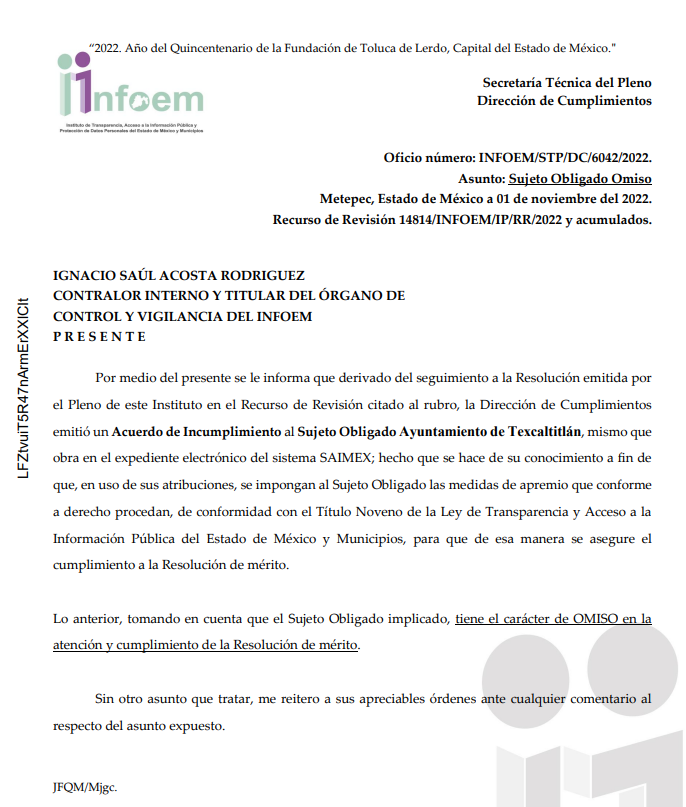 “2022. Año del Quincentenario de la Fundación de Toluca de Lerdo, Capital del Estado de México."
infoem
Instituto de Transparencia, Acceso a la Información Pública y
Protección de Datos Personales del Estado de México y Municipios
Secretaría Técnica del Pleno
Dirección de Cumplimientos
Oficio número: INFOEM/STP/DC/6042/2022.
Asunto: Sujeto Obligado Omiso
Metepec, Estado de México a 01 de noviembre del 2022.
Recurso de Revisión 14814/INFOEM/IP/RR/2022 y acumulados.
IGNACIO SAÚL ACOSTA RODRIGUEZ
CONTRALOR INTERNO Y TITULAR DEL ÓRGANO DE
CONTROL Y VIGILANCIA DEL INFOEM
P R E S E N T E
LFZtvuiT5R47nArmErXXlClt
Por medio del presente se le informa que derivado del seguimiento a la Resolución emitida por
el Pleno de este Instituto en el Recurso de Revisión citado al rubro, la Dirección de Cumplimientos
emitió un Acuerdo de Incumplimiento al Sujeto Obligado Ayuntamiento de Texcaltitlán, mismo que
obra en el expediente electrónico del sistema SAIMEX; hecho que se hace de su conocimiento a fin de
que, en uso de sus atribuciones, se impongan al Sujeto Obligado las medidas de apremio que conforme
a derecho procedan, de conformidad con el Título Noveno de la Ley de Transparencia y Acceso a la
Información Pública del Estado de México y Municipios, para que de esa manera se asegure el
cumplimiento a la Resolución de mérito.
Lo anterior, tomando en cuenta que el Sujeto Obligado implicado, tiene el carácter de OMISO en la
atención y cumplimiento de la Resolución de mérito.
Sin otro asunto que tratar, me reitero a sus apreciables órdenes ante cualquier comentario al
respecto del asunto expuesto.
JFQM/Mjgc.